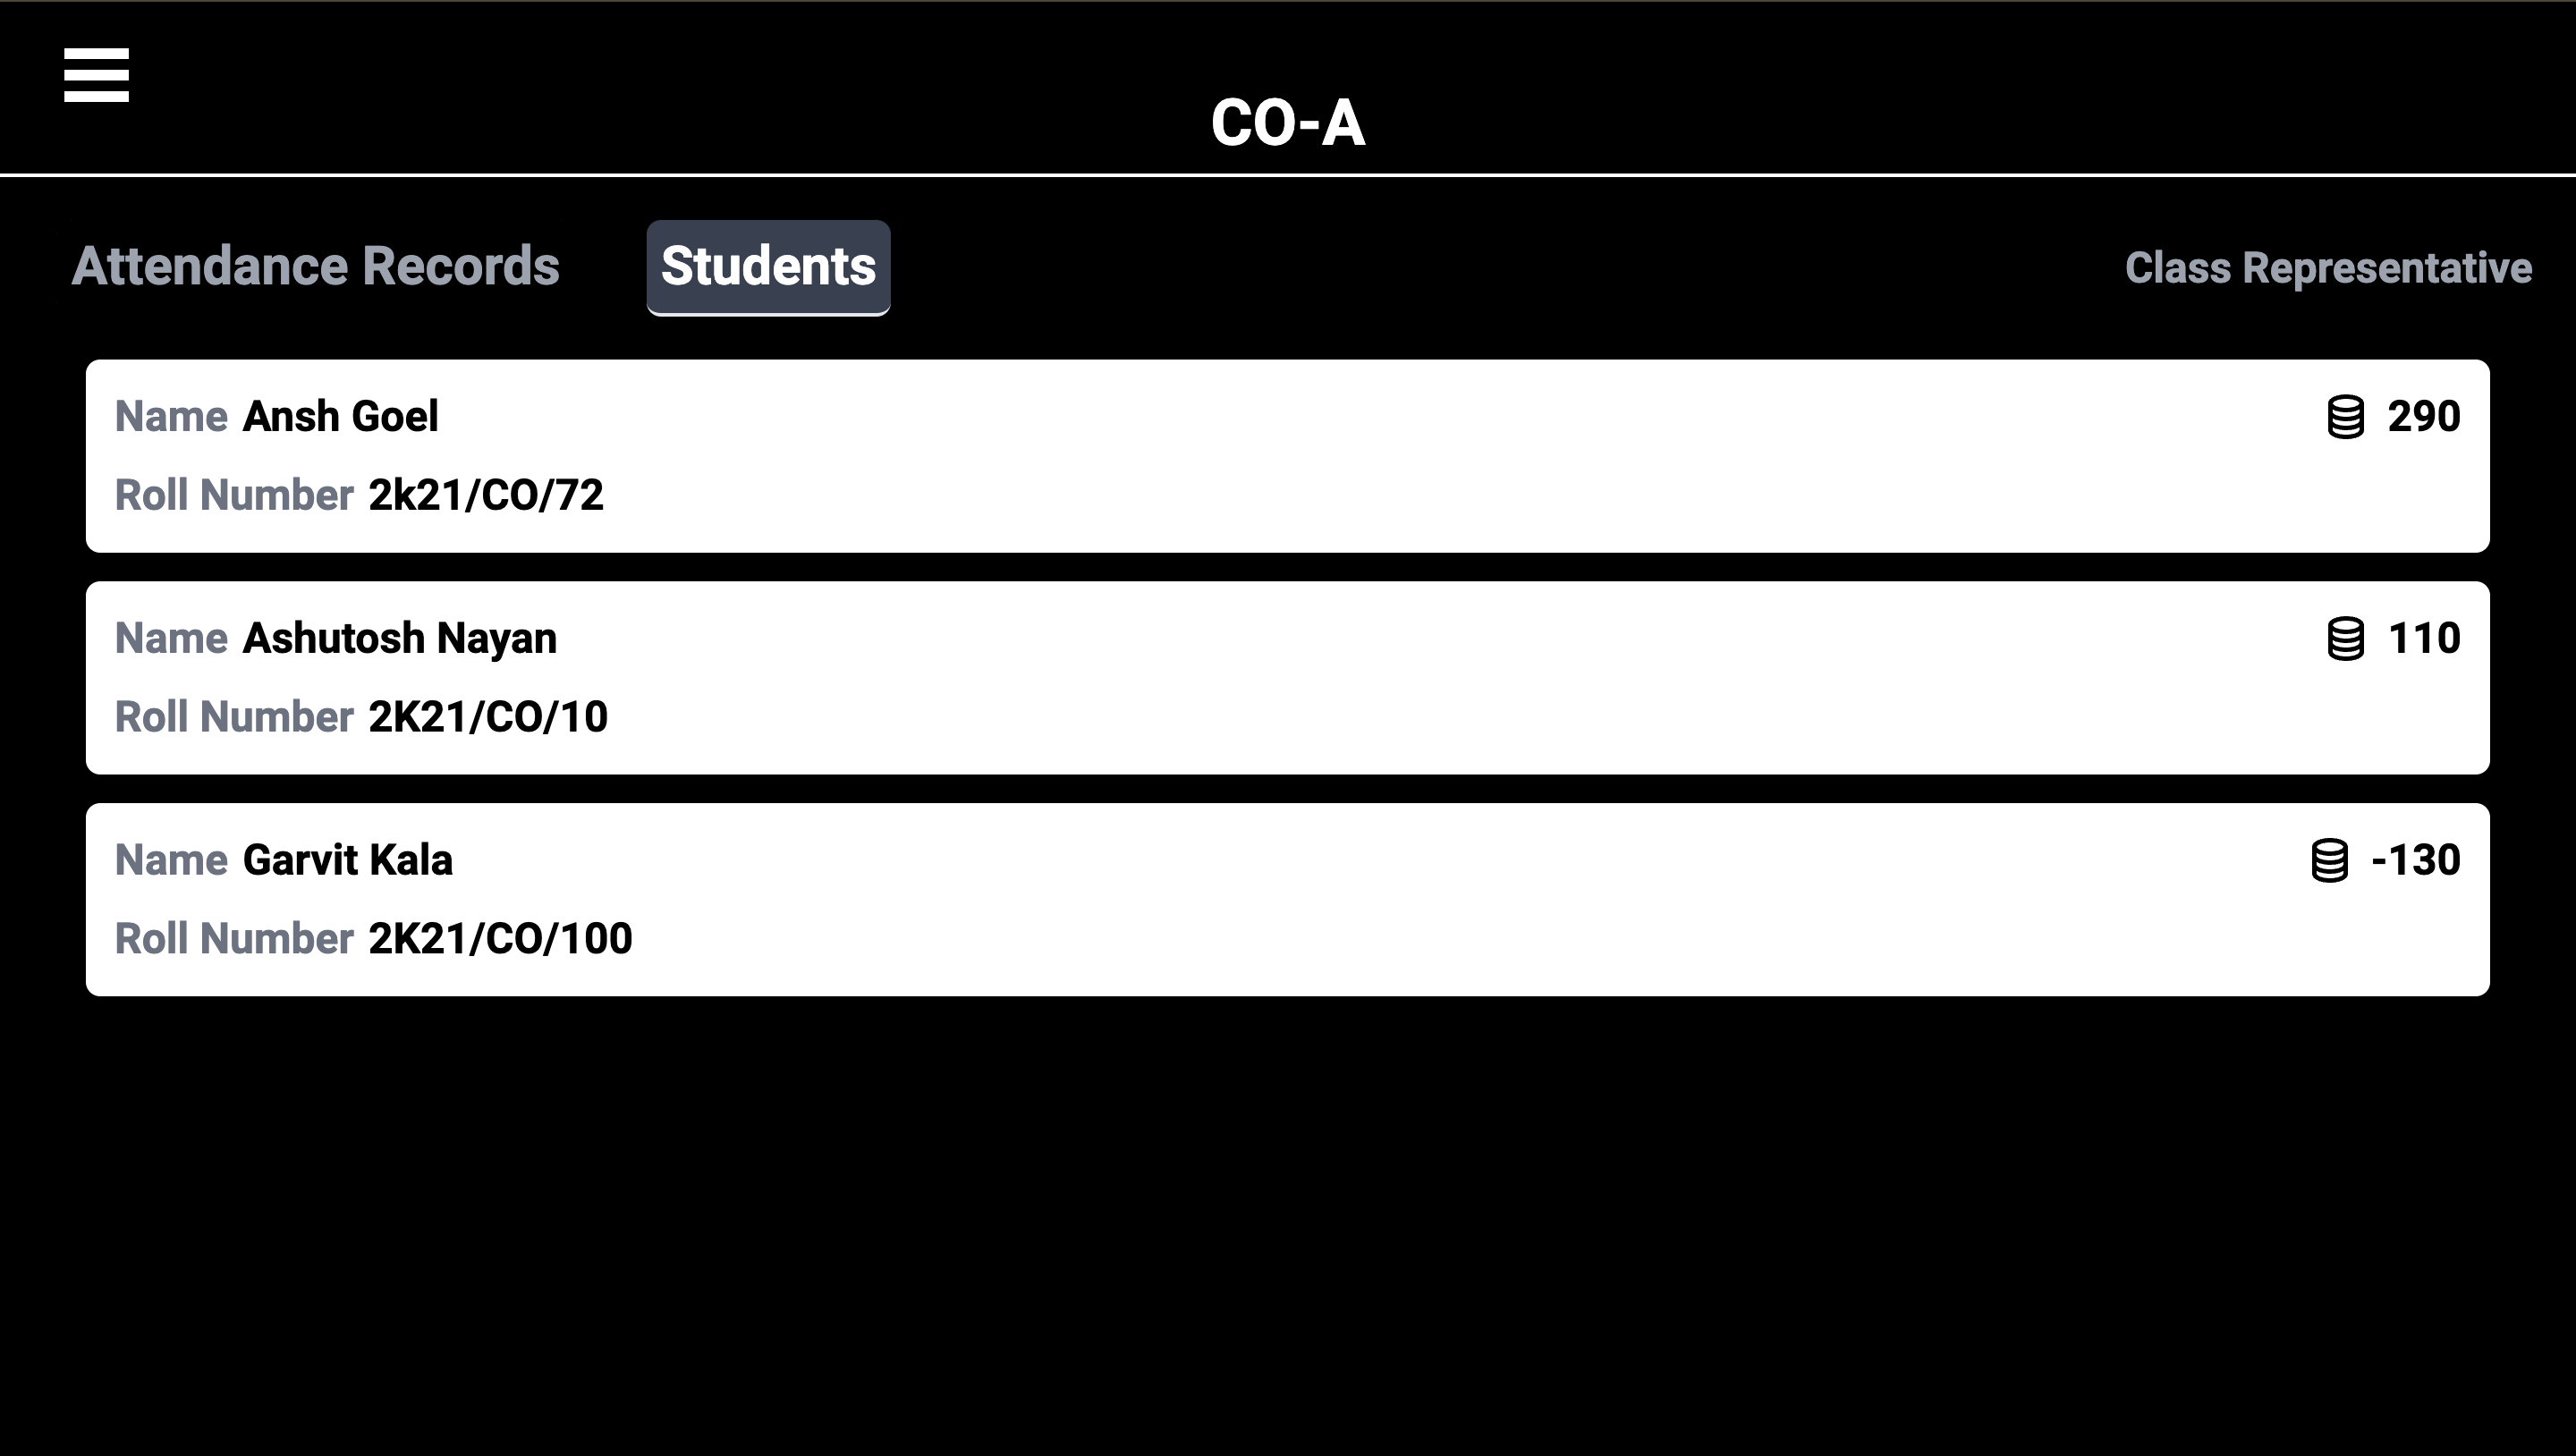 CO-A
Attendance Records Students Class Representative
Name Ansh Goel 290
Roll Number 2k21/CO/72
Name Ashutosh Nayan 110
Roll Number 2K21/CO/10
Name Garvit Kala -130
Roll Number 2K21/CO/100